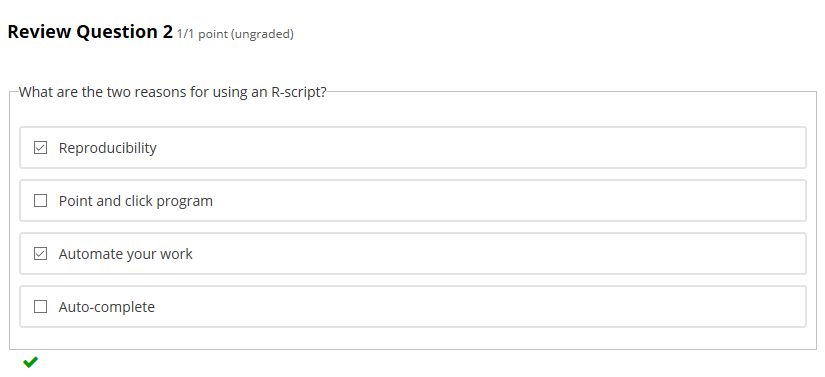 Review Question 2 1/1 point (ungraded)
What are the two reasons for using an R-script?
Reproducibility
Point and click program
Automate your work
Auto-complete